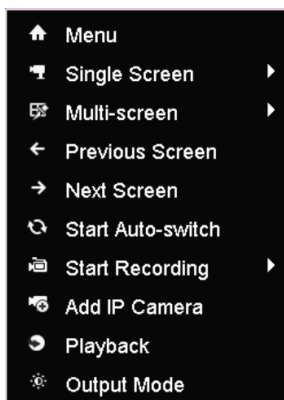 Menu
Single Screen
Multi-screen
Previous Screen
Next Screen
Start Auto-switch
Start Recording
Add IP Camera
Playback
Output Mode